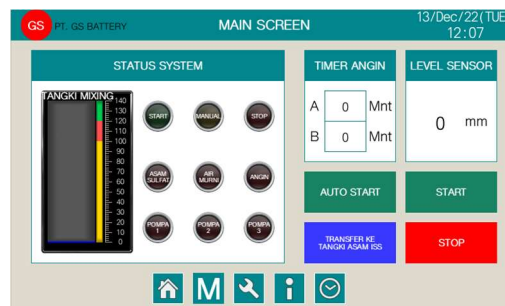 GS PT. GS BATTERY
MAIN SCREEN
13/Dec/22(TUE
12:07
STATUS SYSTEM
TANGKI MIXING
140
130
120
110
100
90
80
70
60
50
40
30
20
10
0
START
MANUAL
STOP
ASAM
SULFAT
AIR
MURNI
ANGIN
POMPA
1
POMPA
2
POMPA
3
TIMER ANGIN
A 0 Mnt
B 0 Mnt
LEVEL SENSOR
0 mm
AUTO START
START
TRANSFER KE
TANGKI ASAM ISS
STOP
M
i